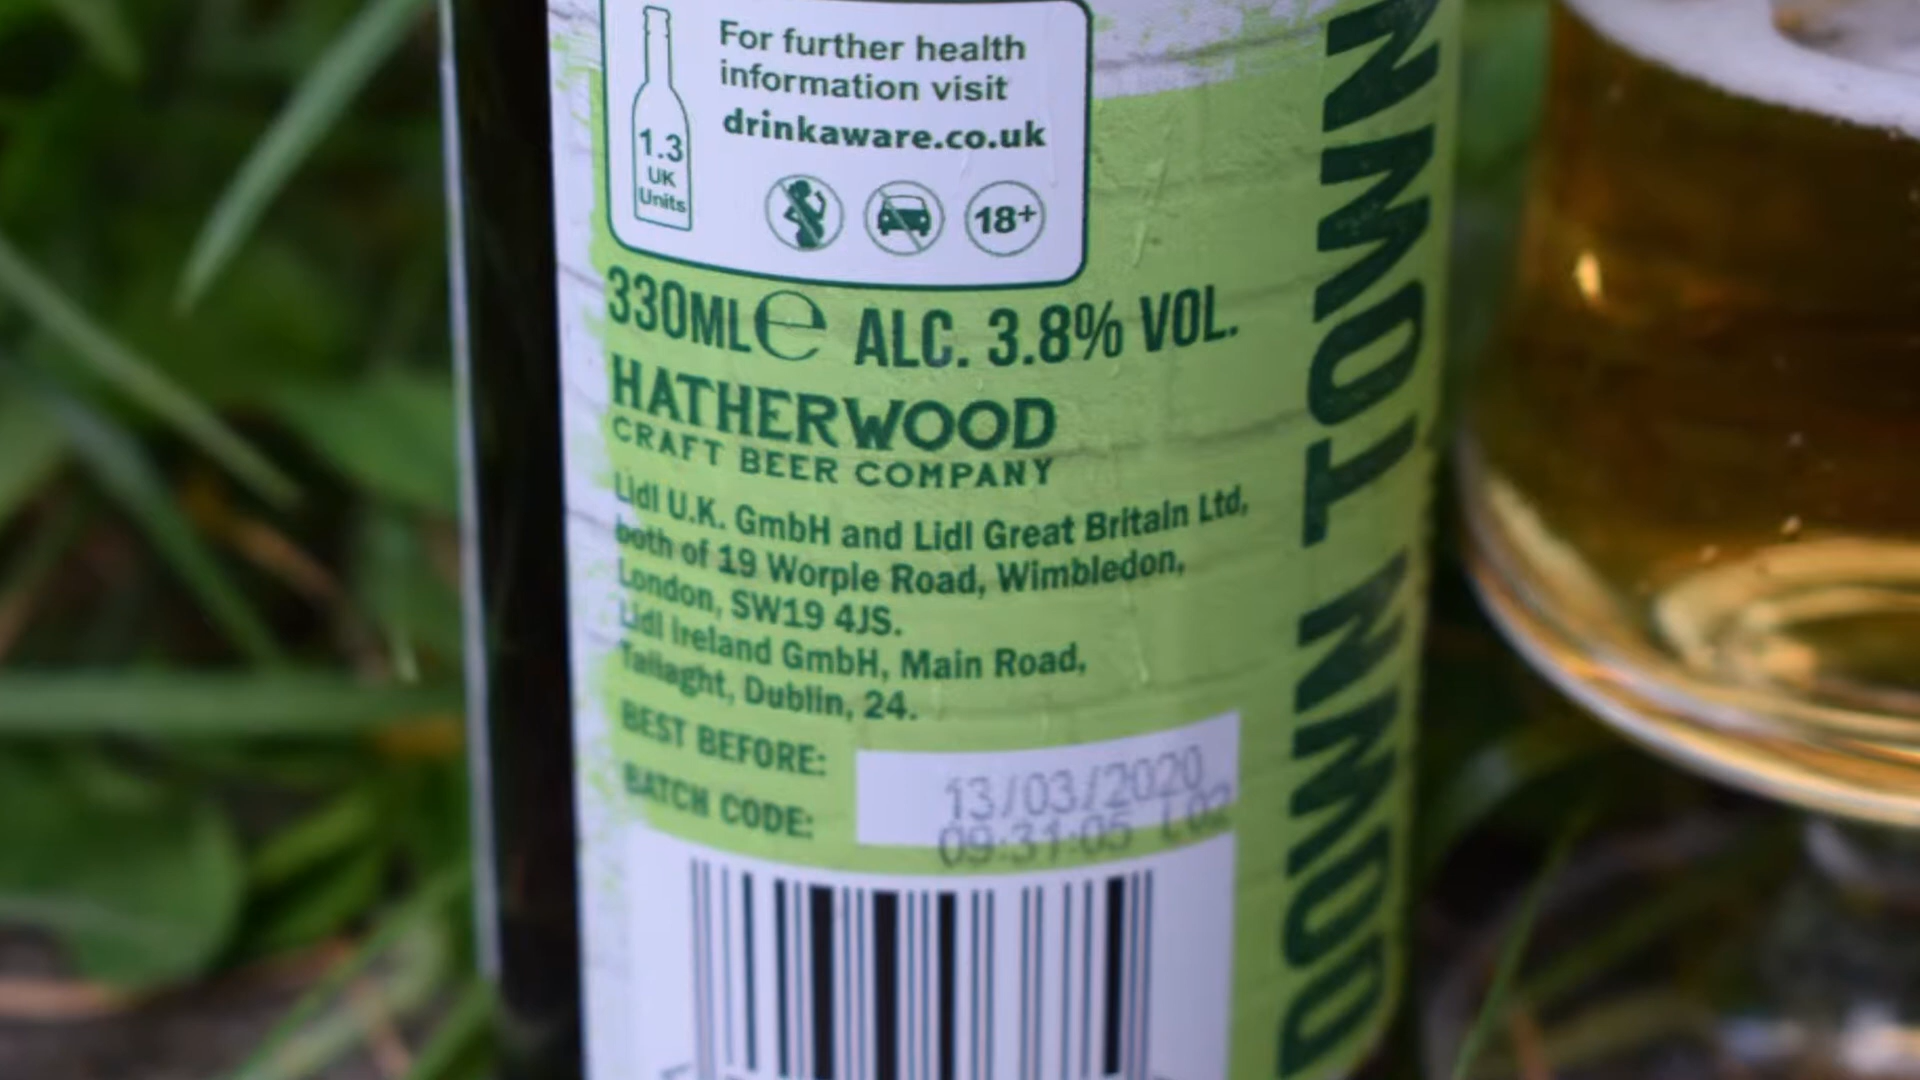 For further health
information visit
drinkaware.co.uk
1.3
UK
Units
18+
330ML e ALC. 3.8% VOL.
HATHERWOOD
CRAFT BEER COMPANY
Lidl U.K. GmbH and Lidl Great Britain Ltd,
both of 19 Worple Road, Wimbledon,
London, SW19 4JS.
Lidl Ireland GmbH, Main Road,
Tallaght, Dublin, 24.
BEST BEFORE:
13/03/2020
BATCH CODE:
09:31:05 L02
DOWN TOWN